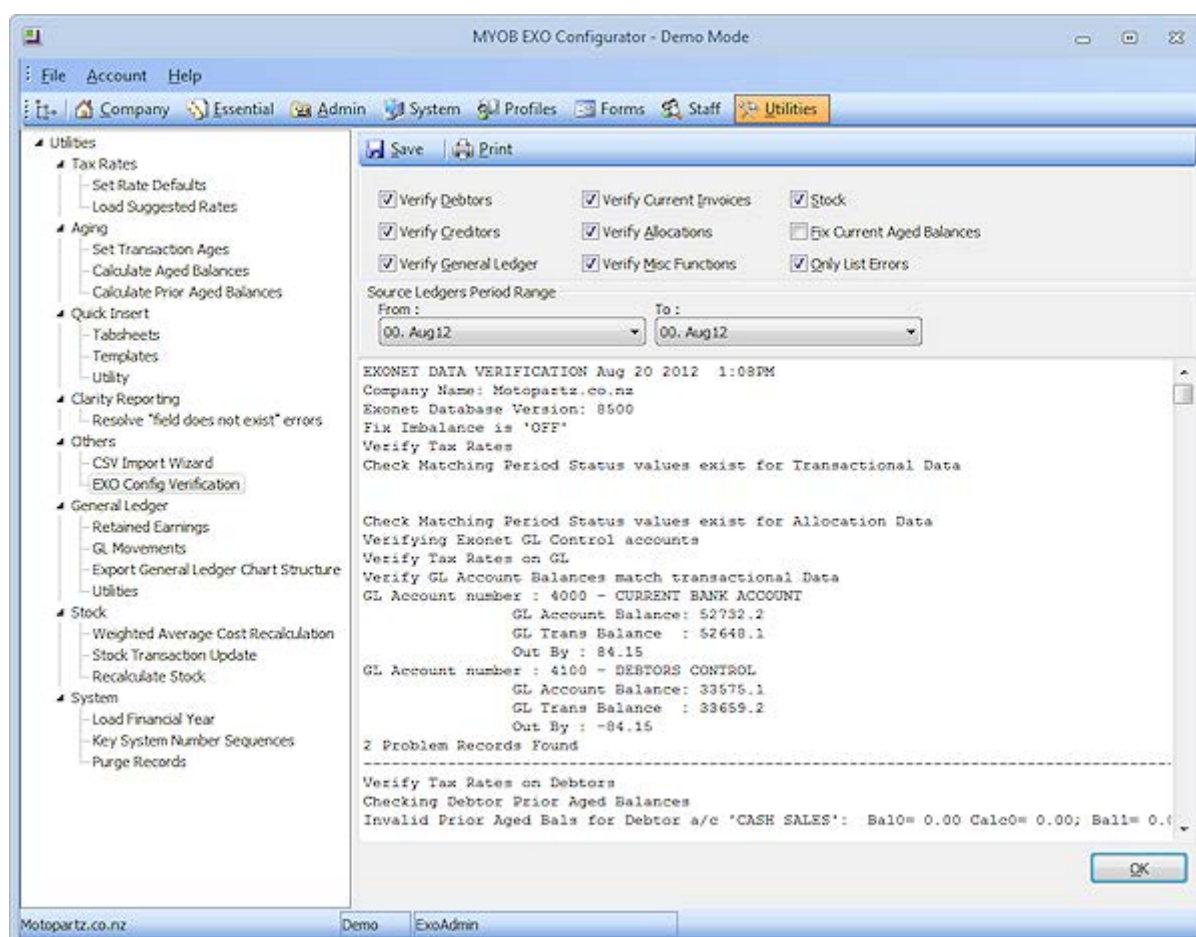 MYOB EXO Configurator - Demo Mode
File Account Help
Company Essential Admin System Profiles Forms Staff Utilities
Utilities
Tax Rates
Set Rate Defaults
Load Suggested Rates
Aging
Set Transaction Ages
Calculate Aged Balances
Calculate Prior Aged Balances
Quick Insert
Tabsheets
Templates
Utility
Clarity Reporting
Resolve "field does not exist" errors
Others
CSV Import Wizard
EXO Config Verification
General Ledger
Retained Earnings
GL Movements
Export General Ledger Chart Structure
Utilities
Stock
Weighted Average Cost Recalculation
Stock Transaction Update
Recalculate Stock
System
Load Financial Year
Key System Number Sequences
Purge Records
Save Print
Verify Debtors Verify Current Invoices Stock
Verify Creditors Verify Allocations Fix Current Aged Balances
Verify General Ledger Verify Misc Functions Only List Errors
Source Ledgers Period Range
From : To :
00. Aug12 00. Aug12
EXONET DATA VERIFICATION Aug 20 2012 1:08PM
Company Name: Motopartz.co.nz
Exonet Database Version: 8500
Fix Imbalance is 'OFF'
Verify Tax Rates
Check Matching Period Status values exist for Transactional Data
Check Matching Period Status values exist for Allocation Data
Verifying Exonet GL Control accounts
Verify Tax Rates on GL
Verify GL Account Balances match transactional Data
GL Account number : 4000 - CURRENT BANK ACCOUNT
GL Account Balance: 52732.2
GL Trans Balance : 52648.1
Out By : 84.15
GL Account number : 4100 - DEBTORS CONTROL
GL Account Balance: 33575.1
GL Trans Balance : 33659.2
Out By : -84.15
2 Problem Records Found
Verify Tax Rates on Debtors
Checking Debtor Prior Aged Balances
Invalid Prior Aged Bals for Debtor a/c 'CASH SALES': Bal0= 0.00 Calc0= 0.00; Bal1= 0.0
OK
Motopartz.co.nz Demo ExoAdmin